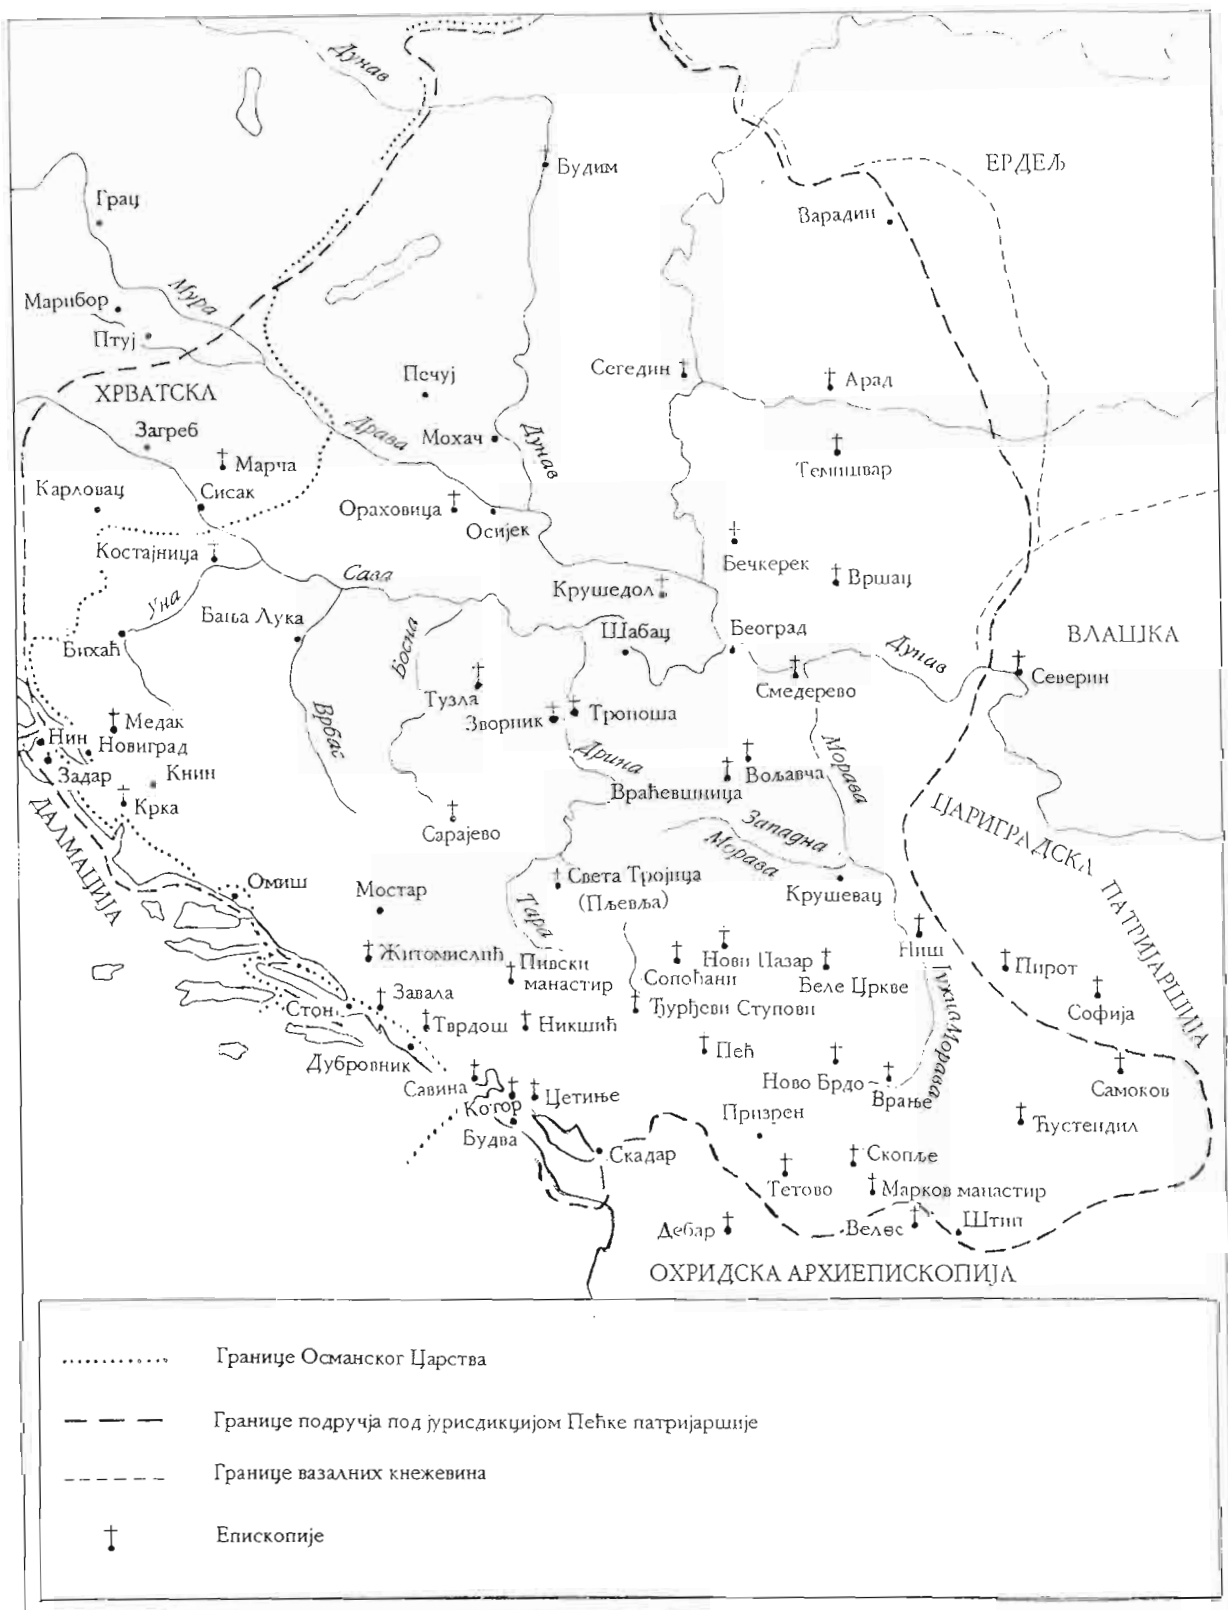 Дунав
Будим
ЕРДЕЉ
Грац
Варадин
Марибор
Мура
Птуј
ХРВАТСКА
Печуј
Сегедин
Арад
Загреб
Драва
Мохач
Дунав
Темишвар
Марча
Карловац
Сисак
Ораховица
Осијек
Костајница
Бечкерек
Вршац
Сава
Крушедол
Уна
Бања Лука
Босна
Шабац
Београд
Дунав
ВЛАШКА
Бихаћ
Северин
Смедерево
Тузла
Зворник
Троноша
Медак
Нин
Новиград
Врбас
Дрина
Морава
Задар
Книн
Вољавча
Враћевшница
Крка
ДАЛМАЦИЈА
Сарајево
Западна
Морава
ЦАРИГРАДСКА ПАТРИЈАРШИЈА
Омиш
Мостар
Света Тројица
(Пљевља)
Крушевац
Тара
Житомислић
Пивски
манастир
Сопоћани
Нови Пазар
Беле Цркве
Ниш
Пирот
Завала
Стон
Тврдош
Никшић
Ђурђеви Ступови
Јужна Морава
Софија
Дубровник
Пећ
Савина
Котор
Цетиње
Ново Брдо
Врање
Самоков
Будва
Призрен
Ћустендил
Скадар
Скопље
Тетово
Марков манастир
Дебар
Велес
Штип
ОХРИДСКА АРХИЕПИСКОПИЈА
Границе Османског Царства
Границе подручја под јурисдикцијом Пећке патријаршије
Границе вазалних кнежевина
Епископије